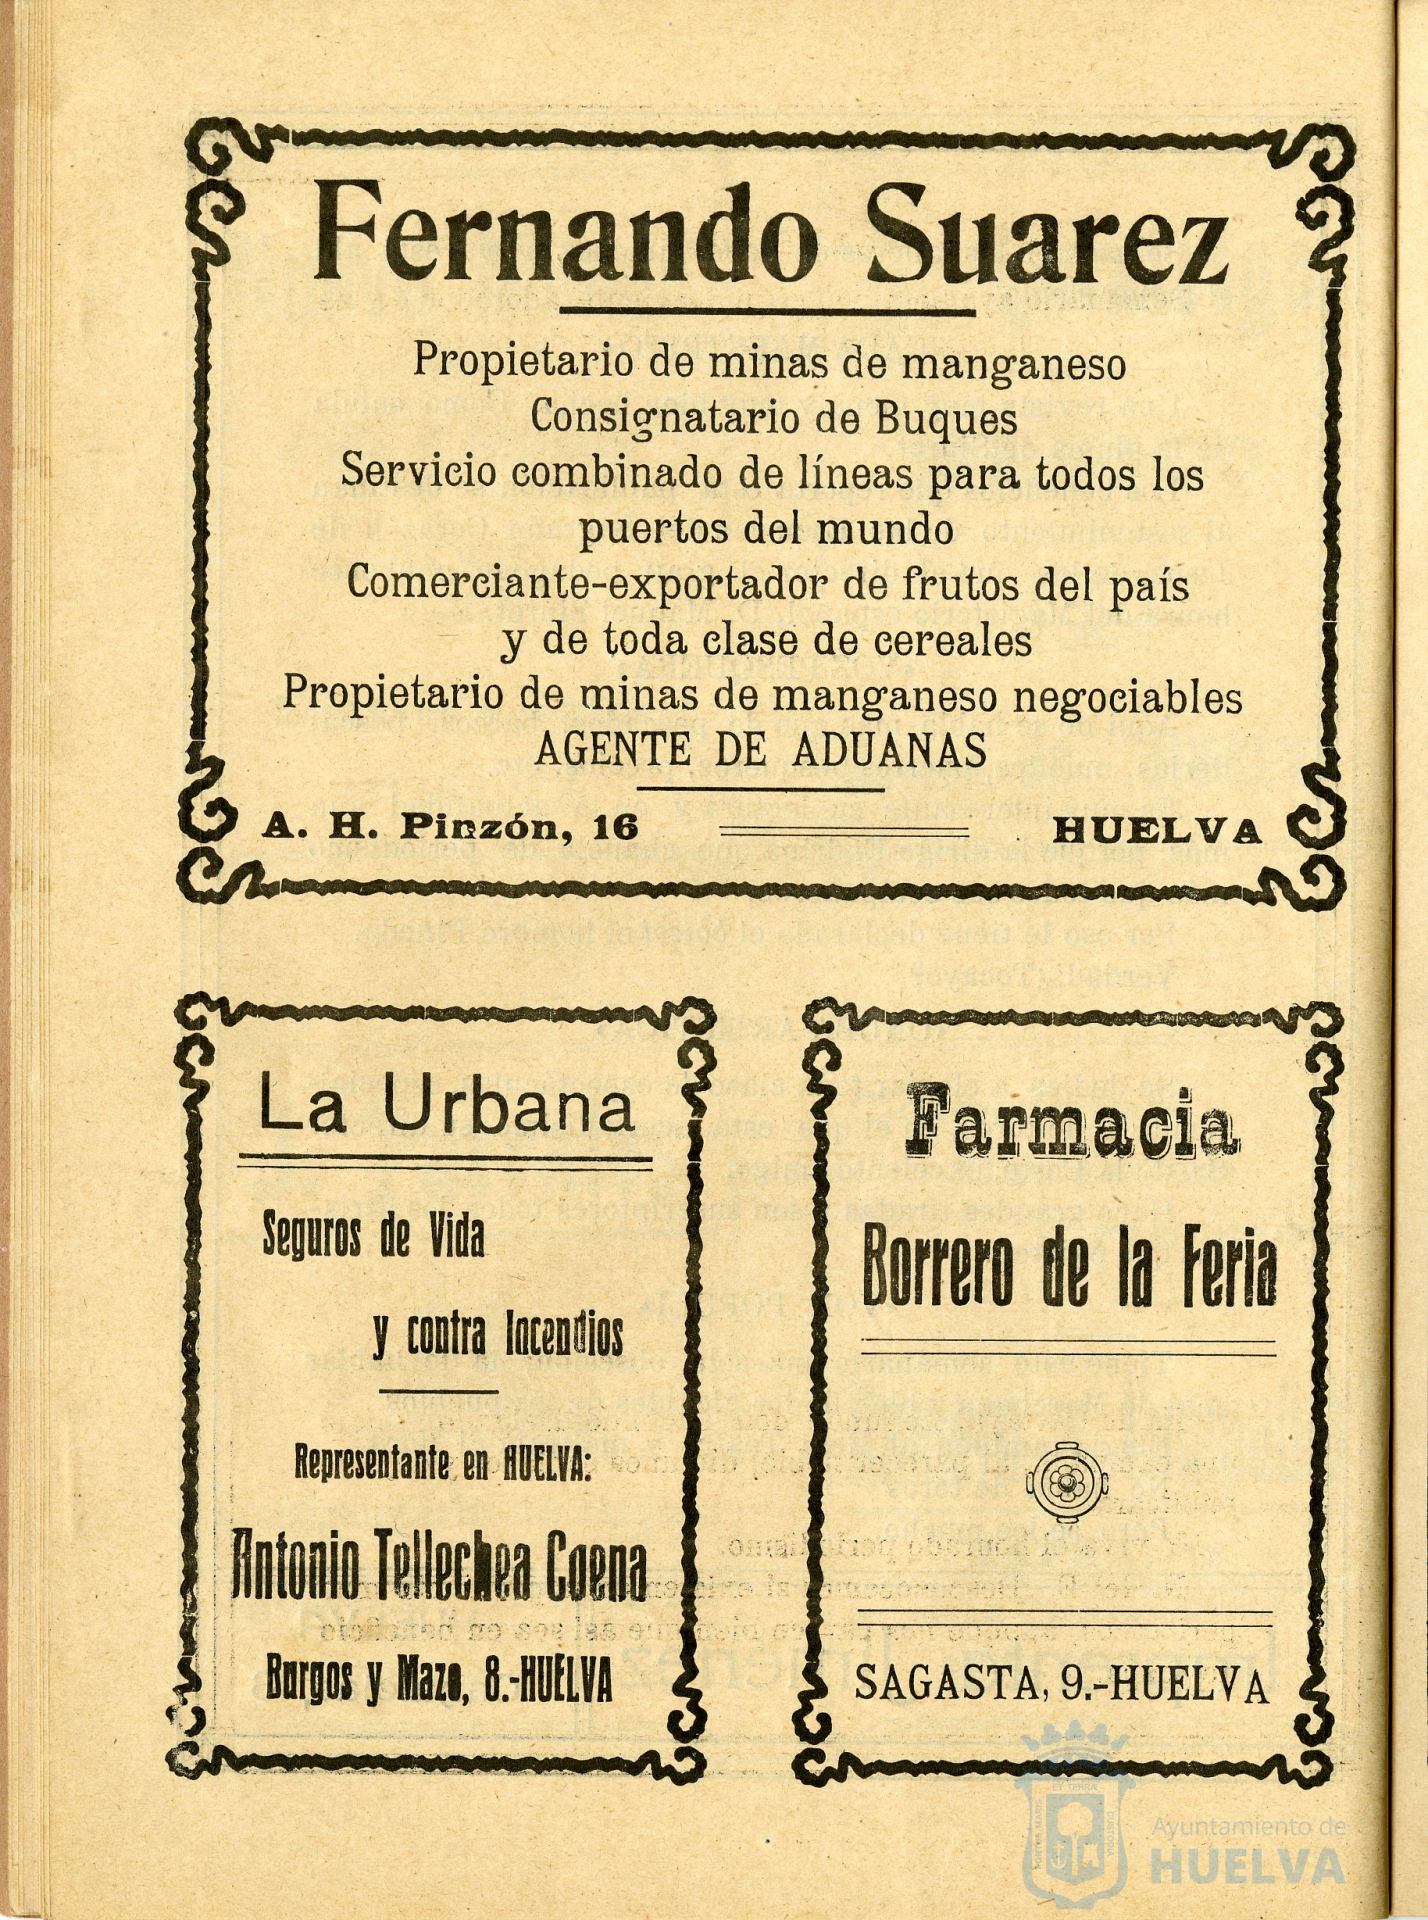 Fernando Suarez
Propietario de minas de manganeso
Consignatario de Buques
Servicio combinado de líneas para todos los
puertos del mundo
Comerciante-exportador de frutos del país
y de toda clase de cereales
Propietario de minas de manganeso negociables
AGENTE DE ADUANAS
A. H. Pinzón, 16 HUELVA
La Urbana
Seguros de Vida
y contra Incendios
Representante en HUELVA:
Antonio Tellechea Coena
Burgos y Mazo, 8.-HUELVA
Farmacia
Borrero de la Feria
SAGASTA, 9.-HUELVA
Ayuntamiento de
HUELVA